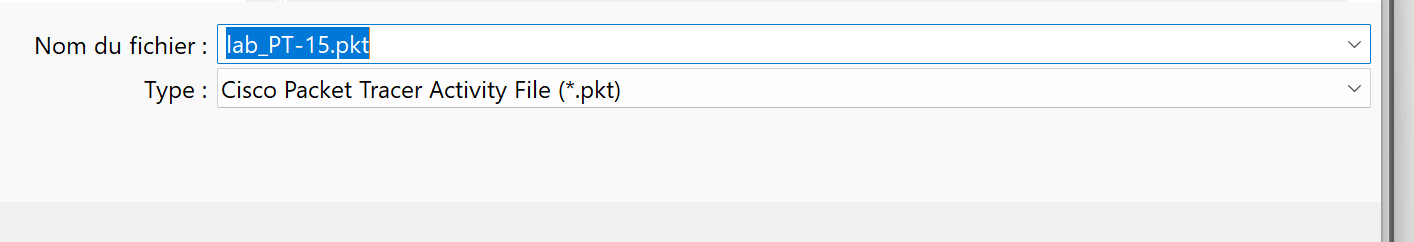 Nom du fichier : lab_PT-15.pkt
Type : Cisco Packet Tracer Activity File (*.pkt)